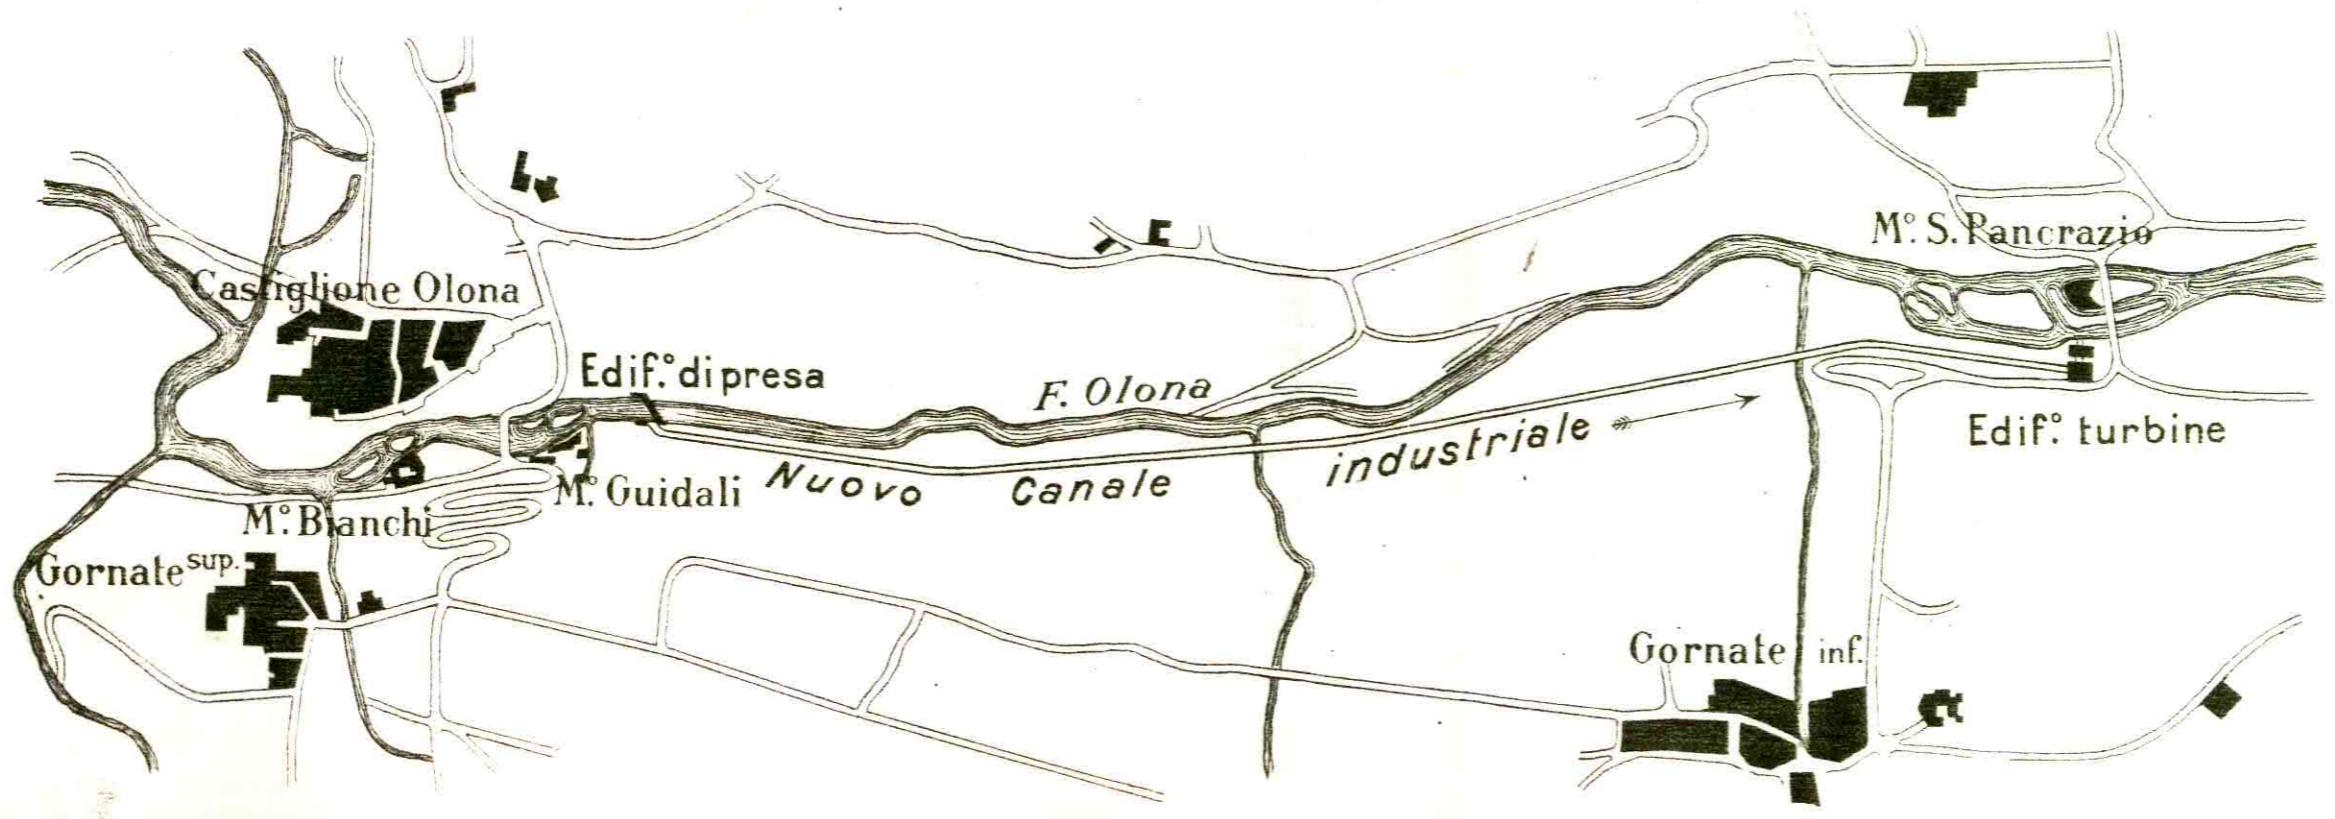 M.º S. Pancrazio
Castiglione Olona
Edif.º di presa
F. Olona
Edif.º turbine
Nuovo Canale industriale
M.º Guidali
M.º Bianchi
Gornate sup.
Gornate inf.